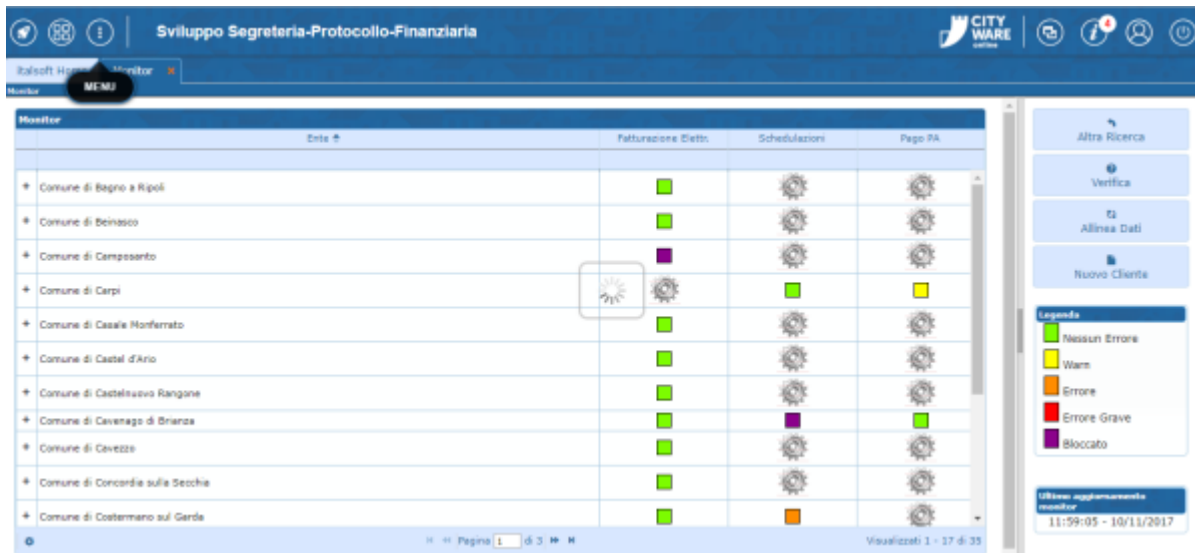 Sviluppo Segreteria-Protocollo-Finanziaria
CITY
WARE
online
4
italsoft Home
Monitor
MENU
Monitor
Monitor
Ente
Fatturazione Elettr.
Schedulazioni
Pago PA
Comune di Bagno a Ripoli
Comune di Beinasco
Comune di Camposanto
Comune di Carpi
Comune di Casale Monferrato
Comune di Castel d'Ario
Comune di Castelnuovo Rangone
Comune di Cavenago di Brianza
Comune di Cavezzo
Comune di Concordia sulla Secchia
Comune di Costermano sul Garda
Pagina 1 di 3
Visualizzati 1 - 17 di 35
Altra Ricerca
Verifica
Allinea Dati
Nuovo Cliente
Legenda
Nessun Errore
Warn
Errore
Errore Grave
Bloccato
Ultimo aggiornamento
monitor
11:59:05 - 10/11/2017